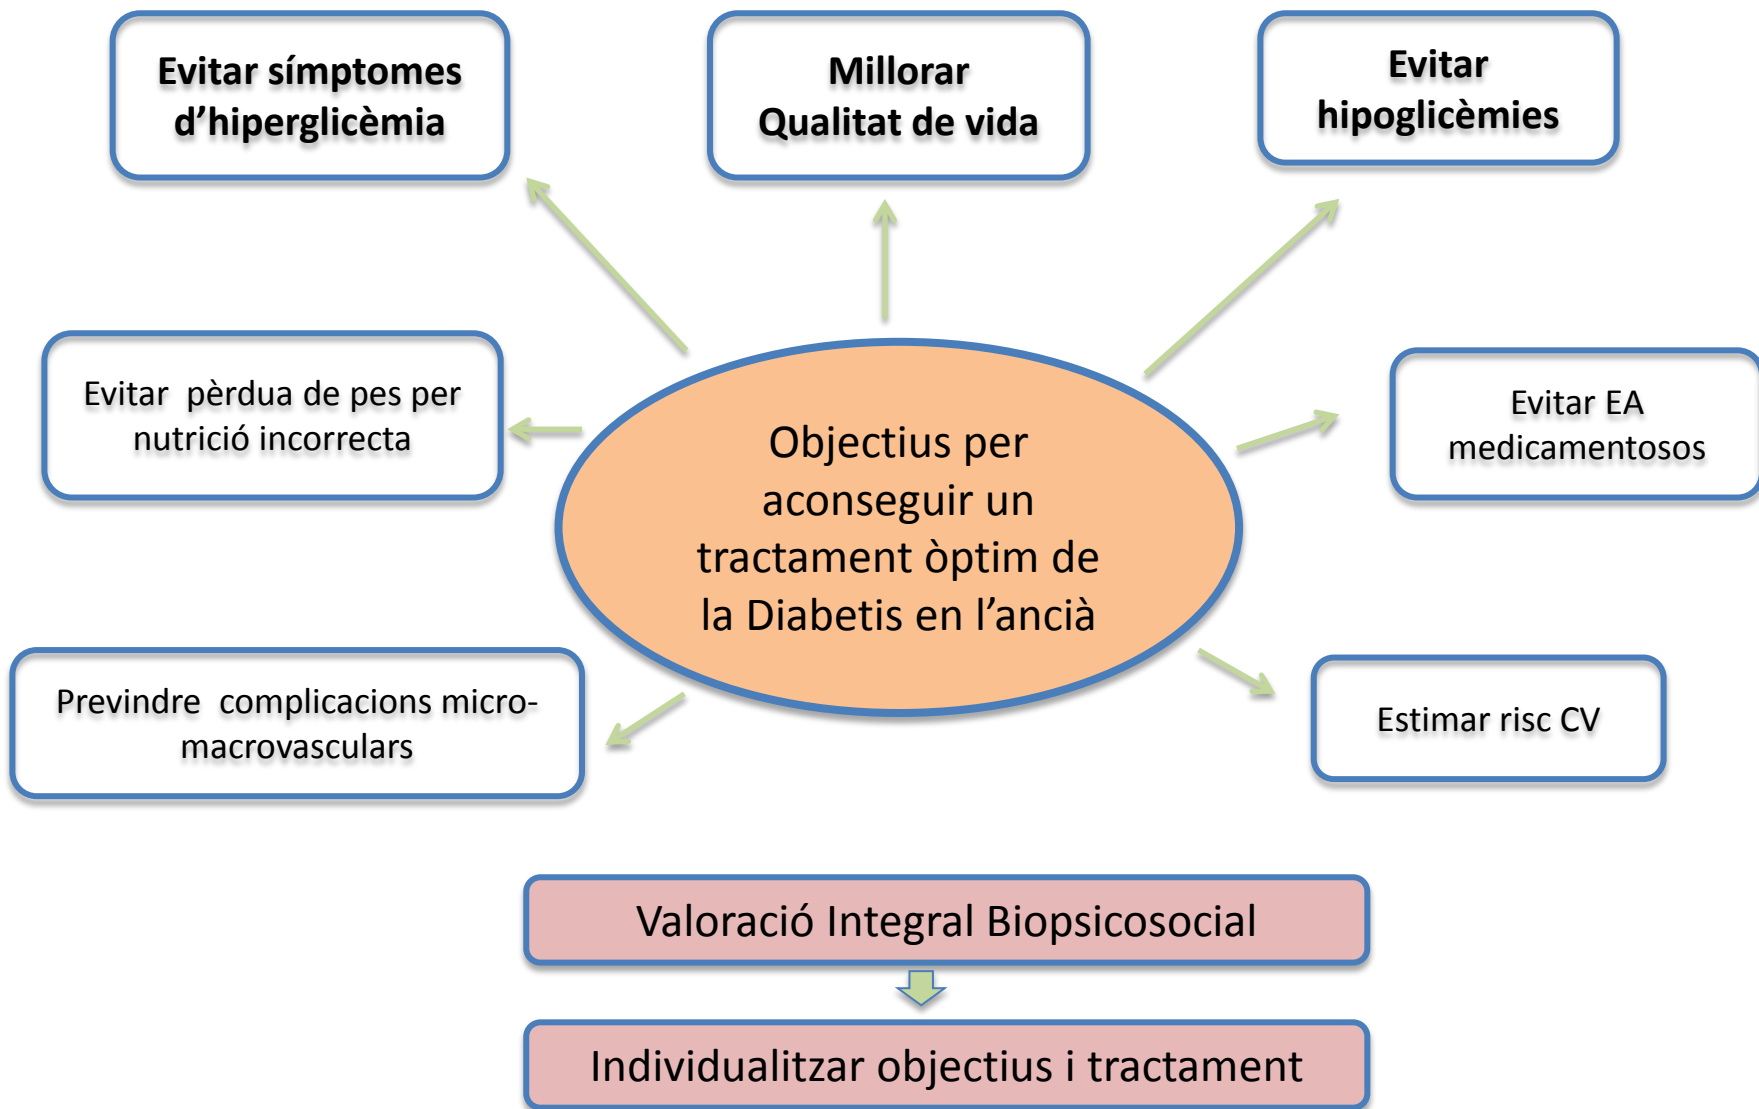 Evitar símptomes
d’hiperglicèmia
Millorar
Qualitat de vida
Evitar
hipoglicèmies
Evitar pèrdua de pes per
nutrició incorrecta
Objectius per
aconseguir un
tractament òptim de
la Diabetis en l’ancià
Evitar EA
medicamentosos
Previndre complicacions micro-
macrovasculars
Estimar risc CV
Valoració Integral Biopsicosocial
Individualitzar objectius i tractament